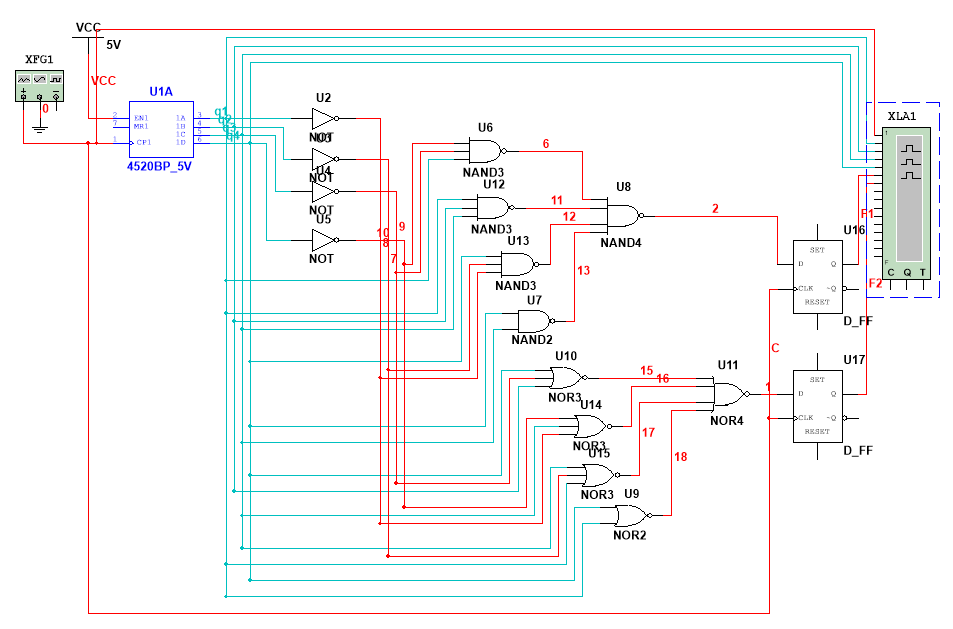 VCC
5V
XFG1
VCC
0
U1A
2
7
1
EN1
MR1
CP1
1A
1B
1C
1D
3
4
5
6
4520BP_5V
q1
U2
NOT
U3
NOT
U4
NOT
U5
NOT
10
9
8
7
U6
NAND3
6
U12
NAND3
11
12
U13
NAND3
13
U7
NAND2
U8
NAND4
2
U10
NOR3
15
16
U14
NOR3
17
U15
NOR3
18
U9
NOR2
U11
NOR4
1
C
XLA1
1
F
C Q T
F1
F2
U16
SET
D
Q
CLK
~Q
RESET
D_FF
U17
SET
D
Q
CLK
~Q
RESET
D_FF